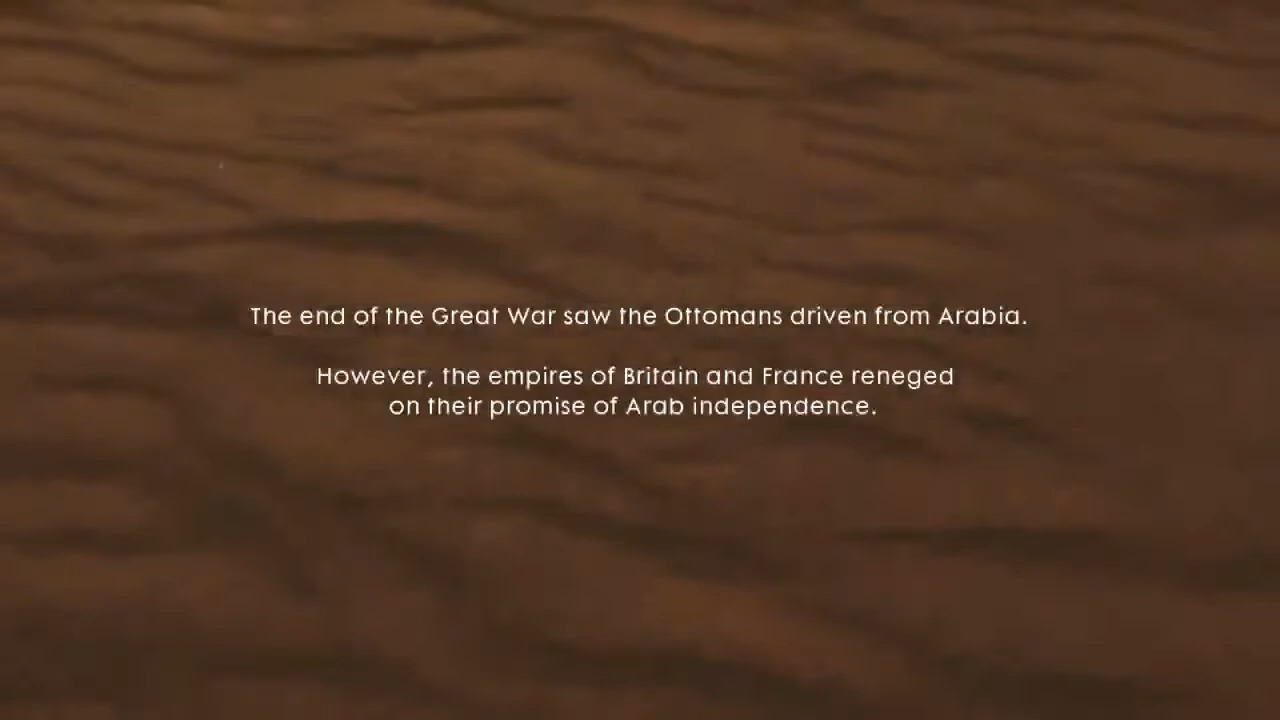 The end of the Great War saw the Ottomans driven from Arabia.
However, the empires of Britain and France reneged
on their promise of Arab independence.